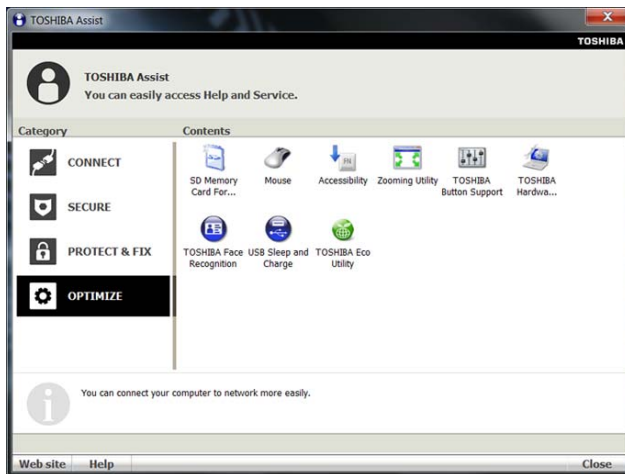 TOSHIBA Assist
TOSHIBA
TOSHIBA Assist
You can easily access Help and Service.
Category
Contents
CONNECT
SECURE
PROTECT & FIX
OPTIMIZE
SD Memory
Card For...
Mouse
Accessibility
Zooming Utility
TOSHIBA
Button Support
TOSHIBA
Hardwa...
TOSHIBA Face
Recognition
USB Sleep and
Charge
TOSHIBA Eco
Utility
You can connect your computer to network more easily.
Web site
Help
Close